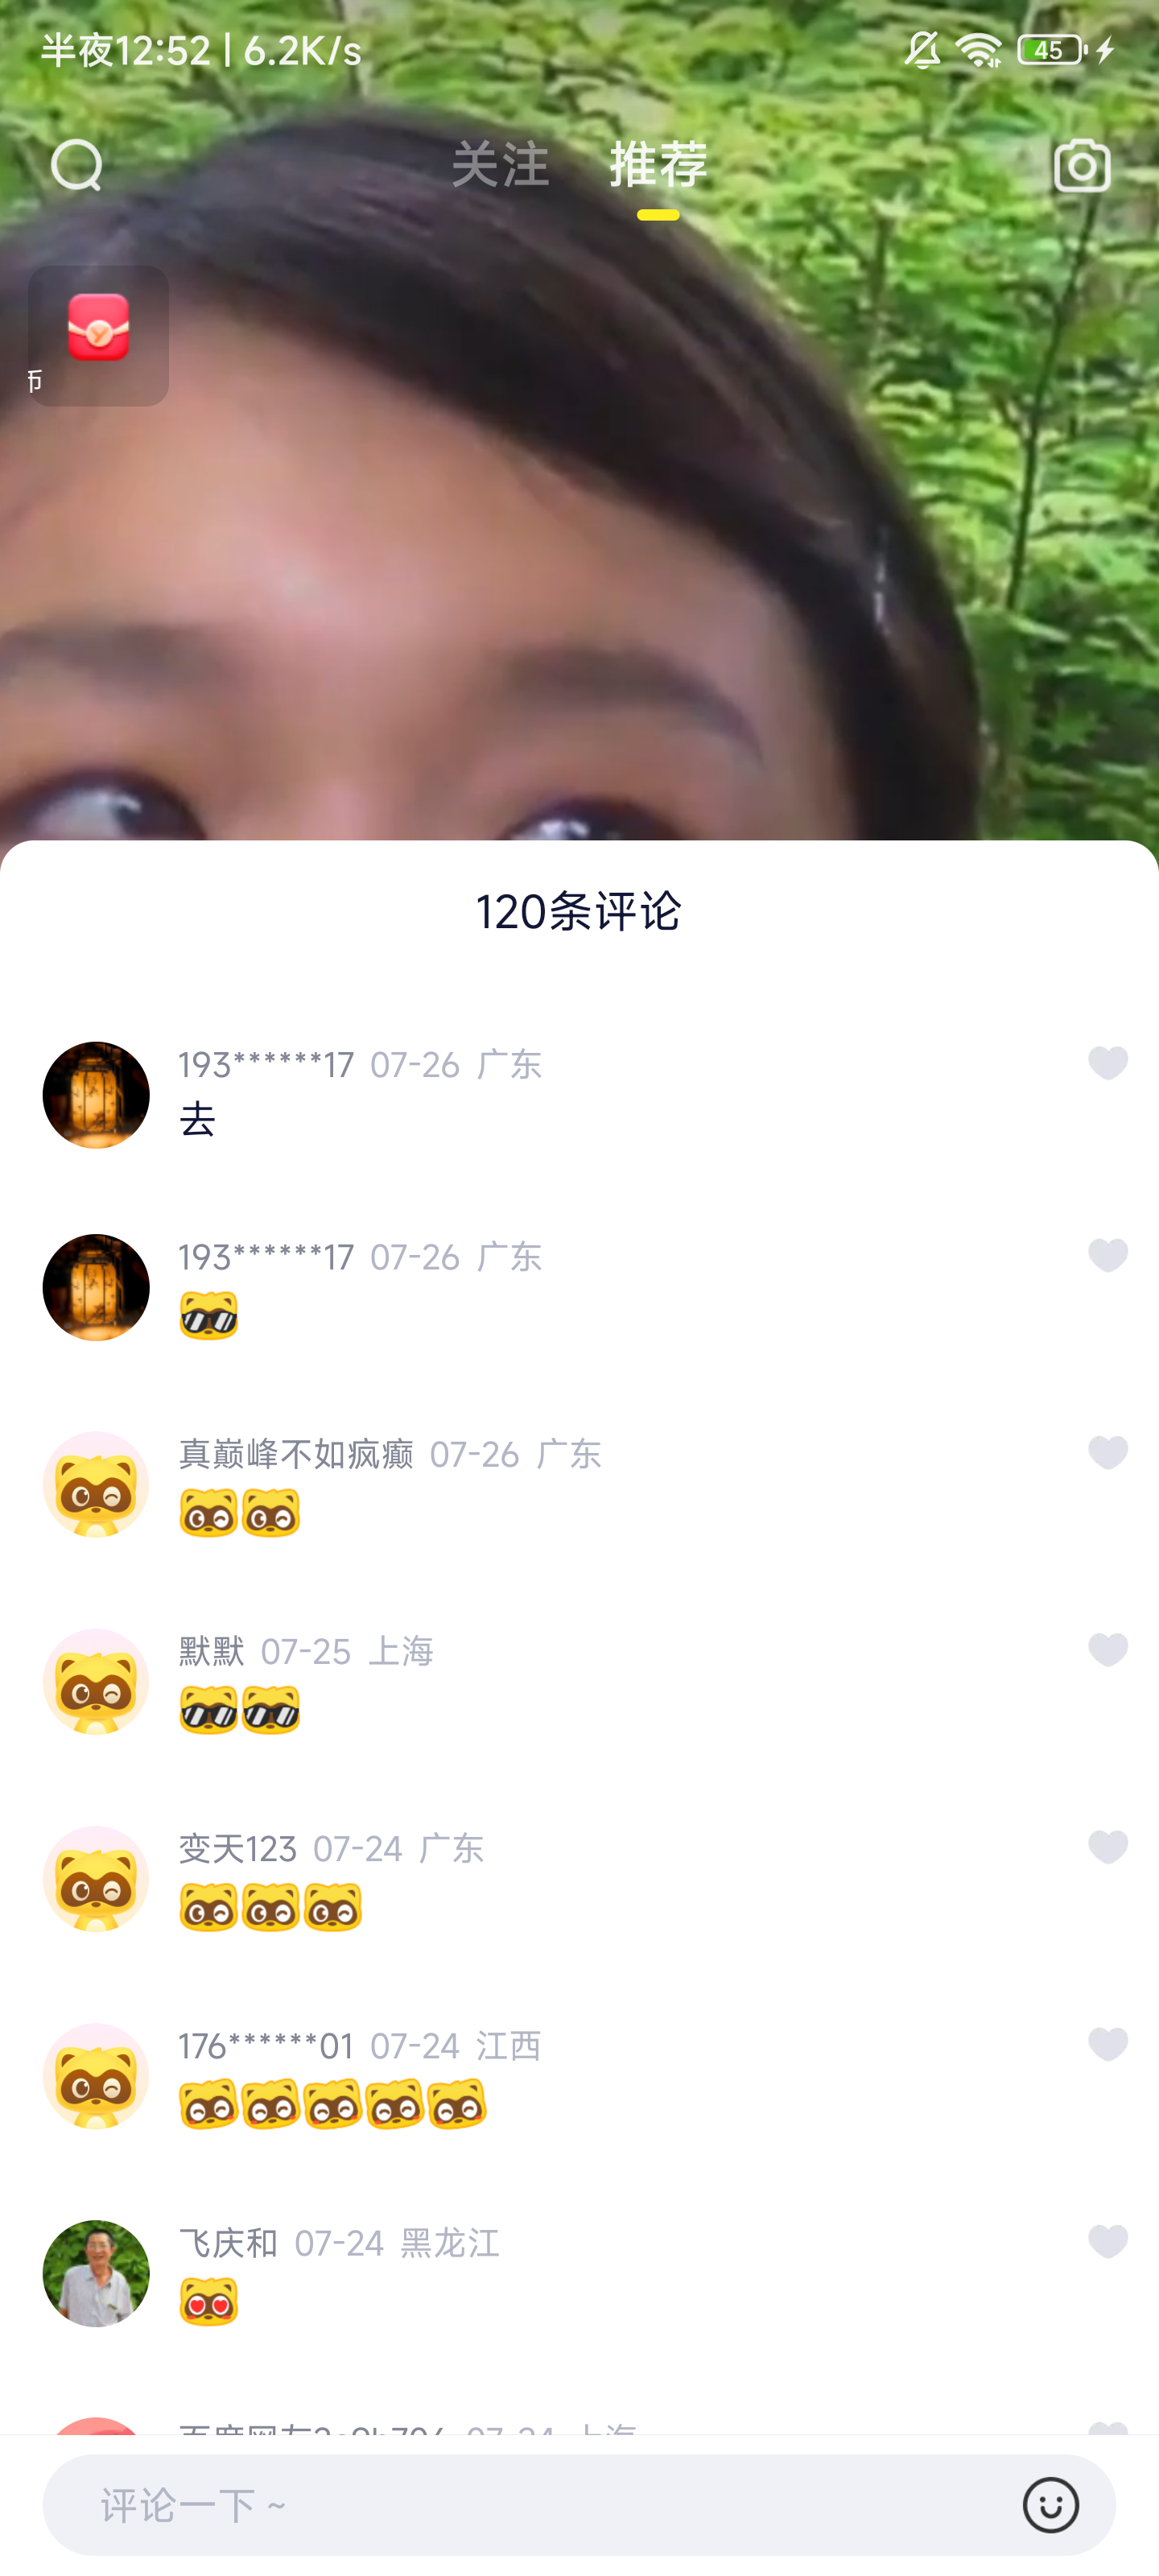 半夜12:52 | 6.2K/s
45
关注 推荐
币
120条评论
193******17 07-26 广东
去
193******17 07-26 广东
真巅峰不如疯癫 07-26 广东
默默 07-25 上海
变天123 07-24 广东
176******01 07-24 江西
飞庆和 07-24 黑龙江
评论一下 ~